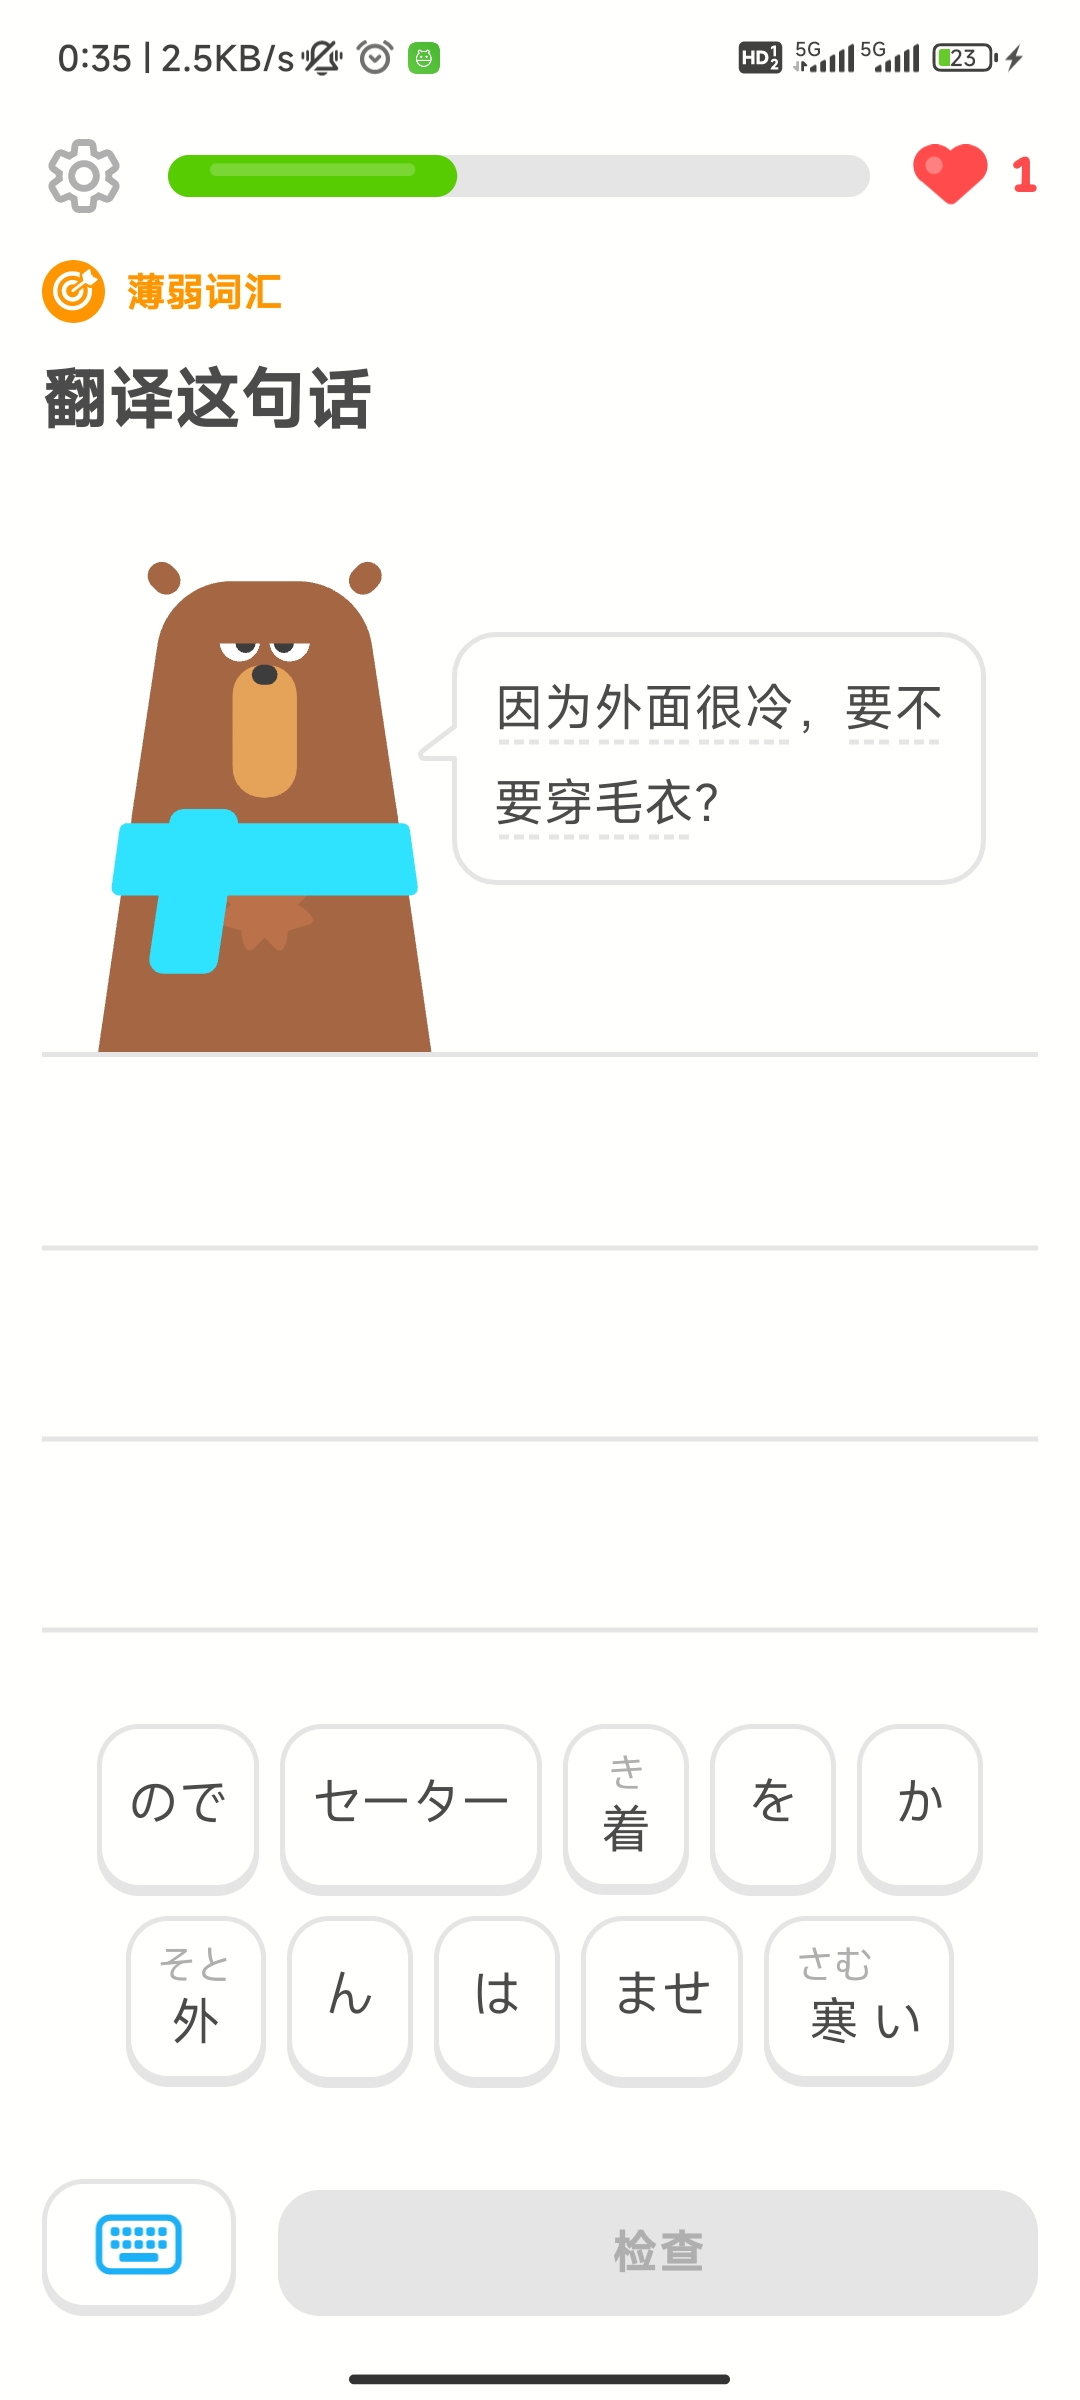 0:35 | 2.5KB/s HD 1 2 5G 5G 23
1
薄弱词汇
翻译这句话
因为外面很冷，要不
要穿毛衣？
ので セーター き 着 を か
そと 外 ん は ませ さむ 寒い
检查